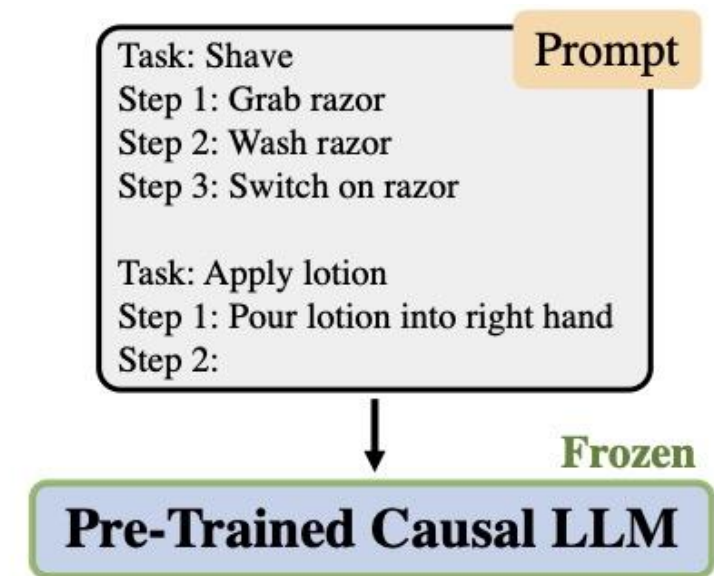 Prompt
Task: Shave
Step 1: Grab razor
Step 2: Wash razor
Step 3: Switch on razor
Task: Apply lotion
Step 1: Pour lotion into right hand
Step 2:
Frozen
Pre-Trained Causal LLM